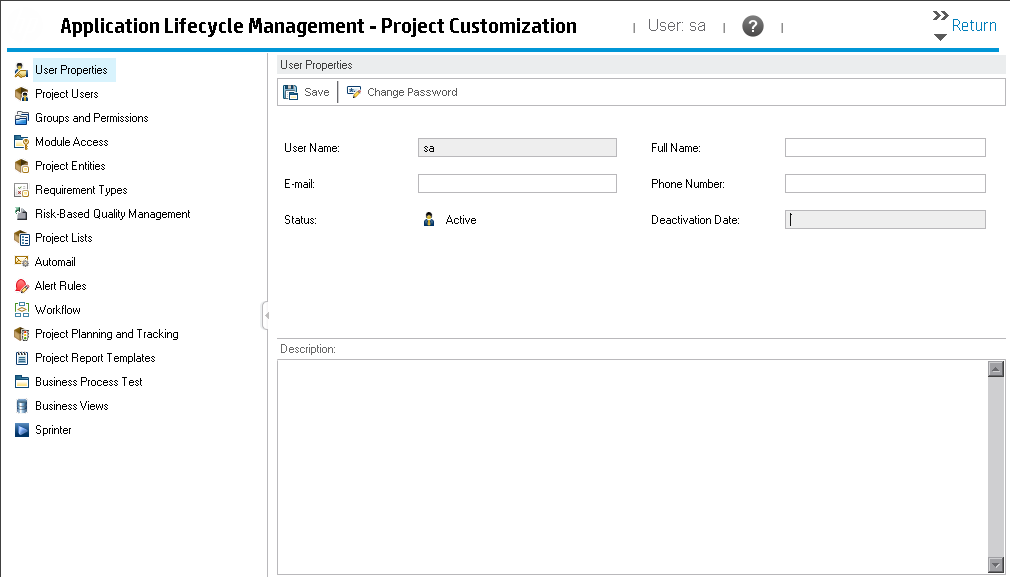 Application Lifecycle Management - Project Customization
User: sa
?
Return
User Properties
Project Users
Groups and Permissions
Module Access
Project Entities
Requirement Types
Risk-Based Quality Management
Project Lists
Automail
Alert Rules
Workflow
Project Planning and Tracking
Project Report Templates
Business Process Test
Business Views
Sprinter
User Properties
Save
Change Password
User Name: sa
Full Name:
E-mail:
Phone Number:
Status: Active
Deactivation Date:
Description: